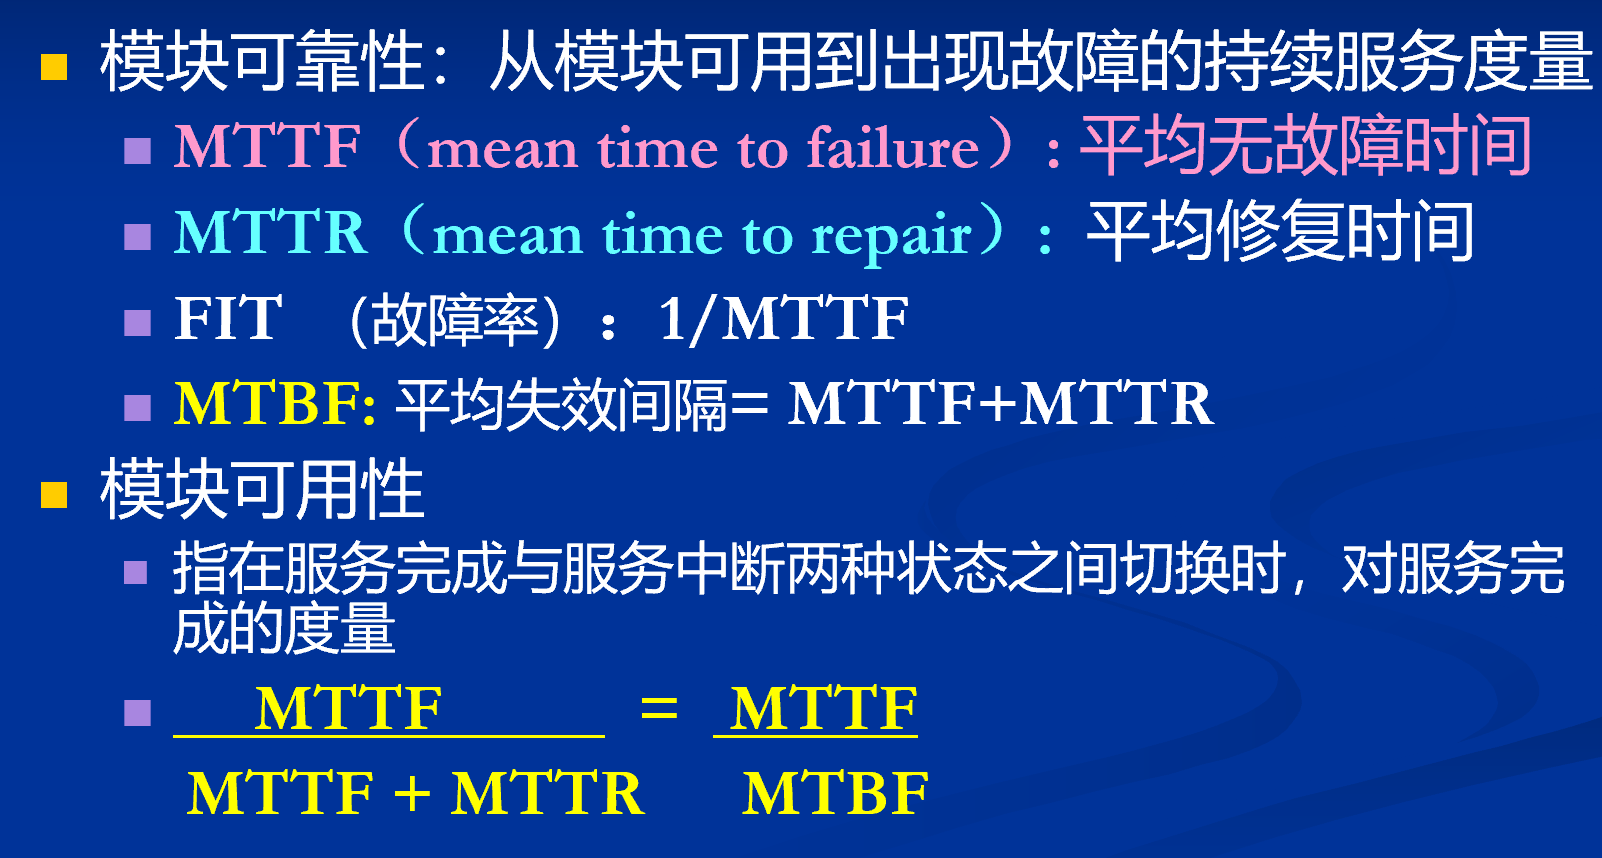 模块可靠性：从模块可用到出现故障的持续服务度量
MTTF（mean time to failure）: 平均无故障时间
MTTR（mean time to repair）: 平均修复时间
FIT （故障率）：1/MTTF
MTBF: 平均失效间隔= MTTF+MTTR
模块可用性
指在服务完成与服务中断两种状态之间切换时，对服务完
成的度量
MTTF = MTTF
MTTF + MTTR MTBF